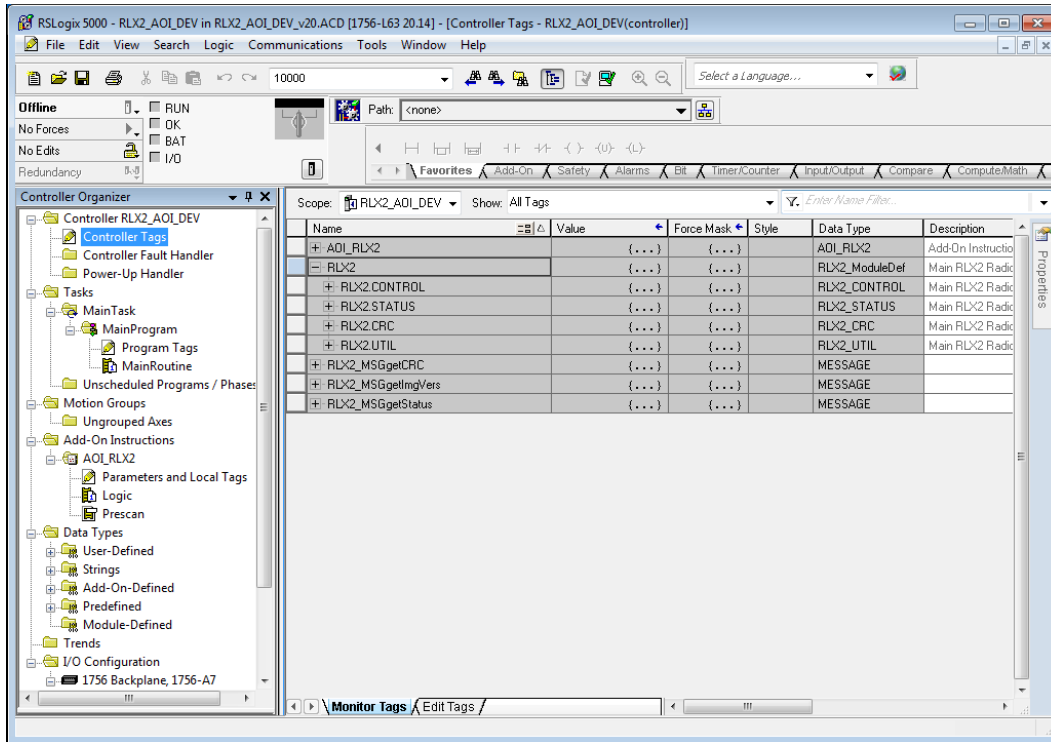 RSLogix 5000 - RLX2_AOI_DEV in RLX2_AOI_DEV_v20.ACD [1756-L63 20.14] - [Controller Tags - RLX2_AOI_DEV(controller)]
File Edit View Search Logic Communications Tools Window Help
10000
Select a Language...
Offline
RUN
No Forces
OK
No Edits
BAT
Redundancy
I/O
Path: <none>
Favorites Add-On Safety Alarms Bit Timer/Counter Input/Output Compare Compute/Math
Controller Organizer
Controller RLX2_AOI_DEV
Controller Tags
Controller Fault Handler
Power-Up Handler
Tasks
MainTask
MainProgram
Program Tags
MainRoutine
Unscheduled Programs / Phases
Motion Groups
Ungrouped Axes
Add-On Instructions
AOI_RLX2
Parameters and Local Tags
Logic
Prescan
Data Types
User-Defined
Strings
Add-On-Defined
Predefined
Module-Defined
Trends
I/O Configuration
1756 Backplane, 1756-A7
Scope: RLX2_AOI_DEV Show: All Tags Enter Name Filter...
Name Value Force Mask Style Data Type Description
AOI_RLX2 {...} {...} AOI_RLX2 Add-On Instructio
RLX2 {...} {...} RLX2_ModuleDef Main RLX2 Radio
RLX2.CONTROL {...} {...} RLX2_CONTROL Main RLX2 Radio
RLX2.STATUS {...} {...} RLX2_STATUS Main RLX2 Radio
RLX2.CRC {...} {...} RLX2_CRC Main RLX2 Radio
RLX2.UTIL {...} {...} RLX2_UTIL Main RLX2 Radio
RLX2_MSGgetCRC {...} {...} MESSAGE
RLX2_MSGgetImgVers {...} {...} MESSAGE
RLX2_MSGgetStatus {...} {...} MESSAGE
Properties
Monitor Tags Edit Tags